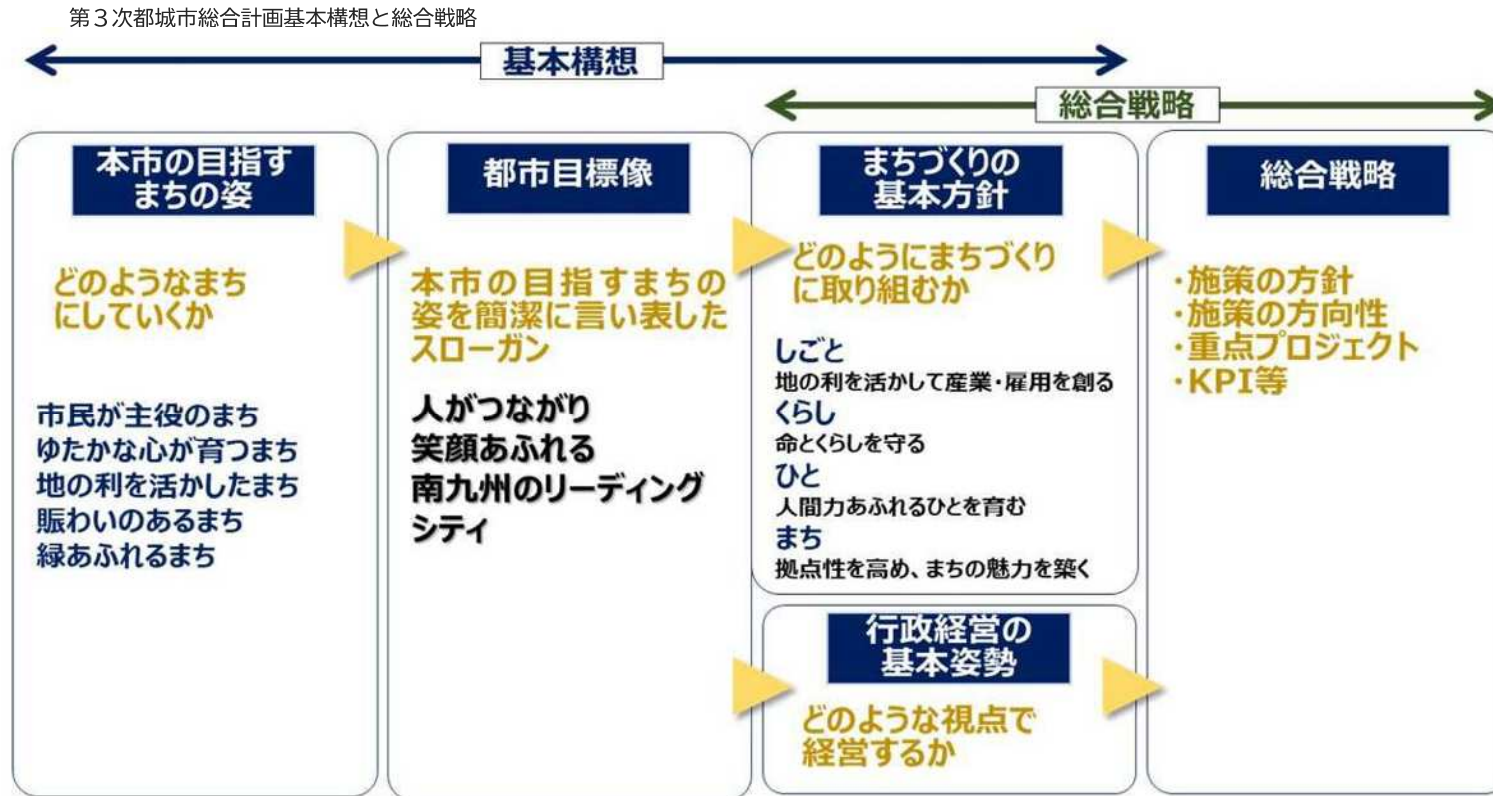 第３次都城市総合計画基本構想と総合戦略
基本構想
総合戦略
本市の目指す
まちの姿
どのようなまち
にしていくか
市民が主役のまち
ゆたかな心が育つまち
地の利を活かしたまち
賑わいのあるまち
緑あふれるまち
都市目標像
本市の目指すまちの
姿を簡潔に言い表した
スローガン
人がつながり
笑顔あふれる
南九州のリーディング
シティ
まちづくりの
基本方針
どのようにまちづくり
に取り組むか
しごと
地の利を活かして産業・雇用を創る
くらし
命とくらしを守る
ひと
人間力あふれるひとを育む
まち
拠点性を高め、まちの魅力を築く
行政経営の
基本姿勢
どのような視点で
経営するか
総合戦略
・施策の方針
・施策の方向性
・重点プロジェクト
・KPI等